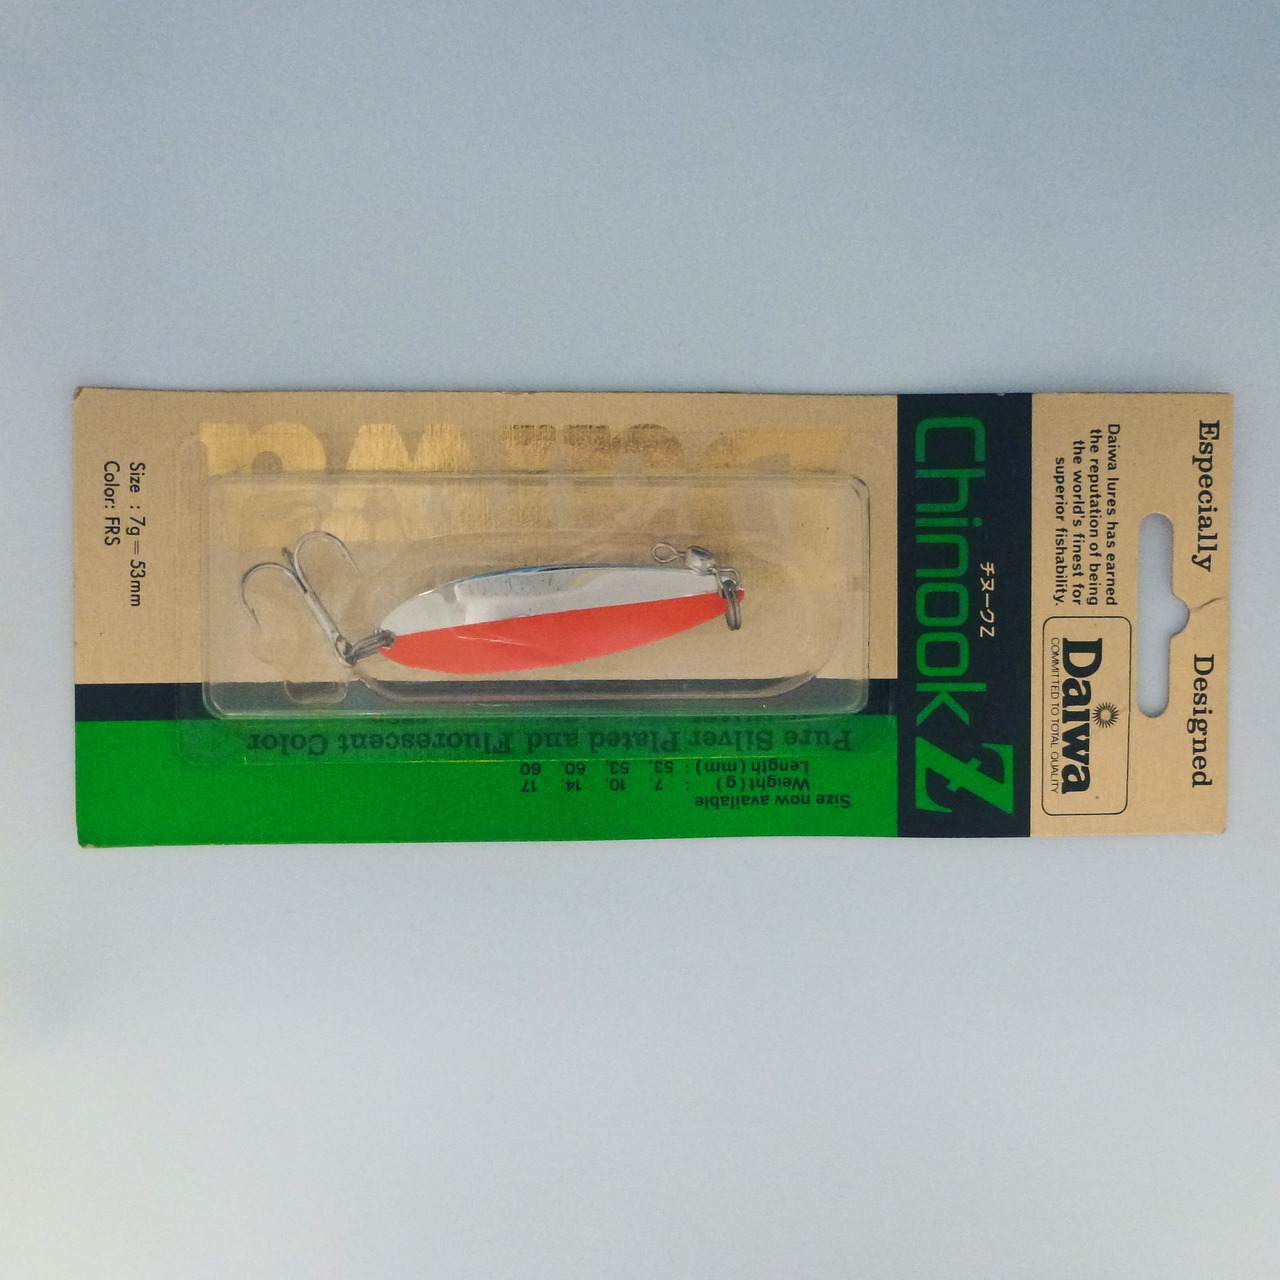 Especially Designed
Daiwa lures has earned
the reputation of being
the world's finest for
superior fishability.
Daiwa
COMMITTED TO TOTAL QUALITY
チヌークZ
Chinook Z
Daiwa
Pure Silver Plated and Fluorescent Color
Length (mm) : 53, 53, 60, 60
Weight (g) : 7, 10, 14, 17
Size now available
Size : 7g=53mm
Color: FRS